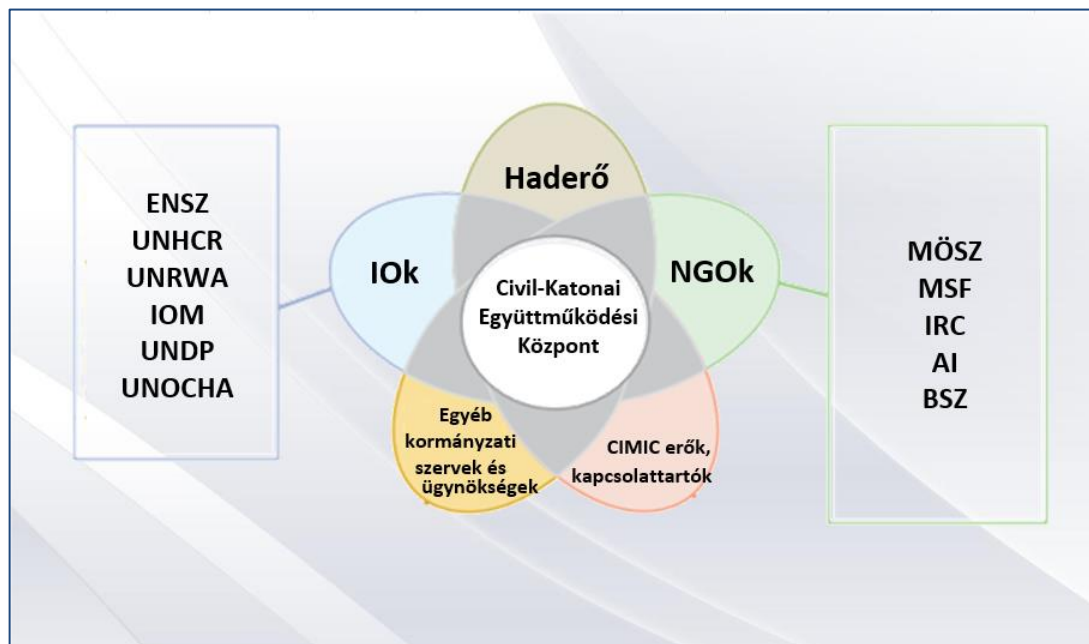 ENSZ
UNHCR
UNRWA
IOM
UNDP
UNOCHA
Haderő
IOk
NGOk
Civil-Katonai
Együttműködési
Központ
Egyéb
kormányzati
szervek és
ügynökségek
CIMIC erők,
kapcsolattartók
MÖSZ
MSF
IRC
AI
BSZ